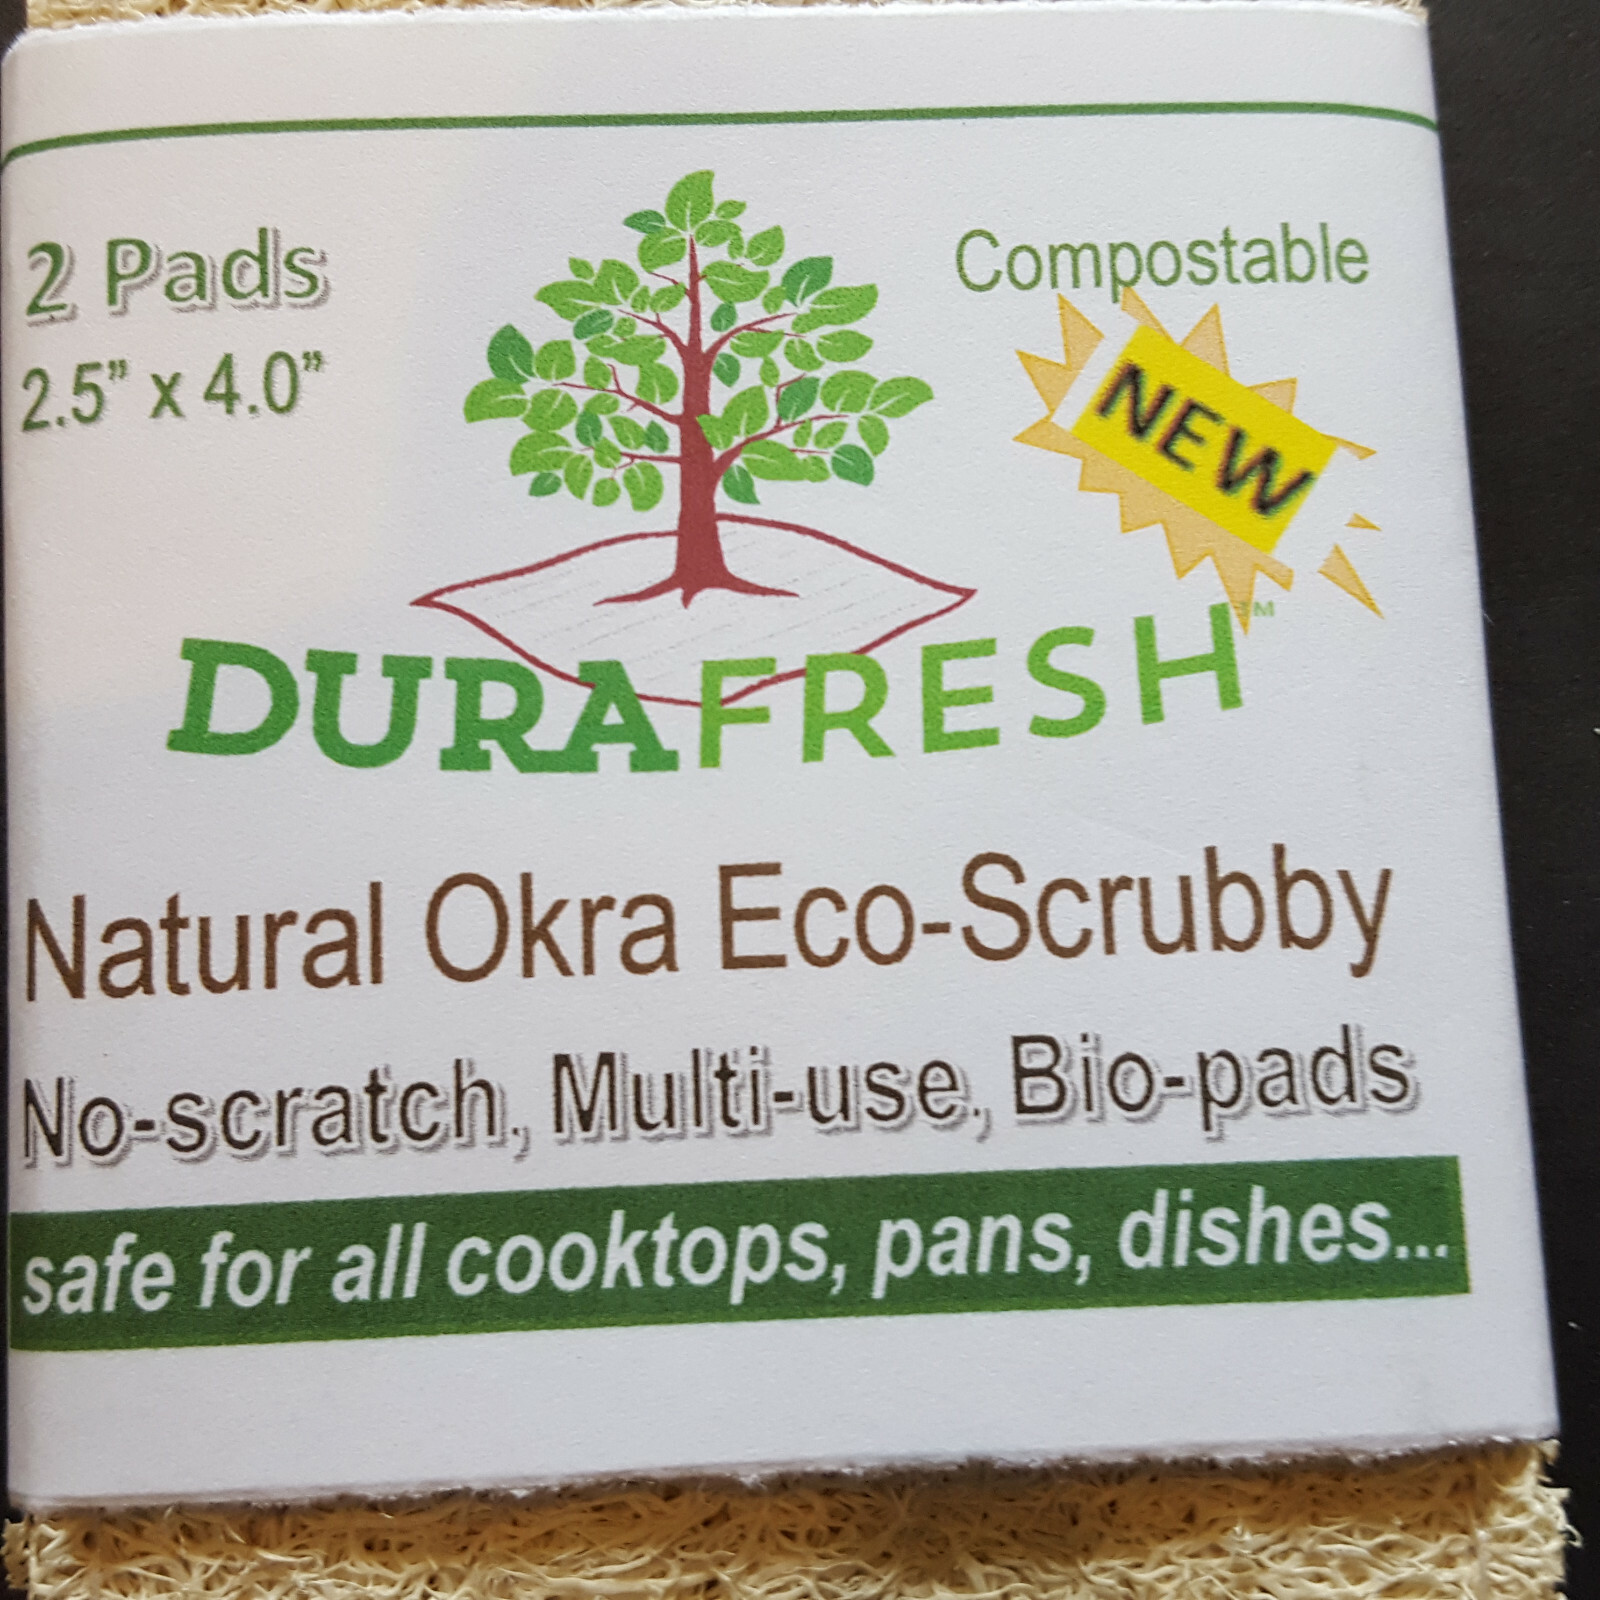 2 Pads
2.5” x 4.0”
Compostable
NEW
DURAFRESH™
Natural Okra Eco-Scrubby
No-scratch, Multi-use, Bio-pads
safe for all cooktops, pans, dishes...